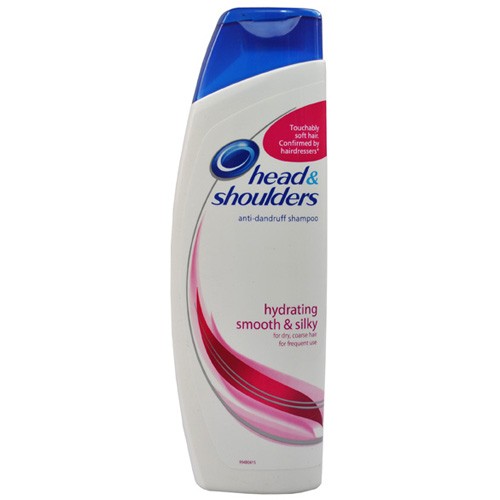 Touchably
soft hair.
Confirmed by
hairdressers*
head&
shoulders
anti-dandruff shampoo
hydrating
smooth & silky
for dry, coarse hair
for frequent use